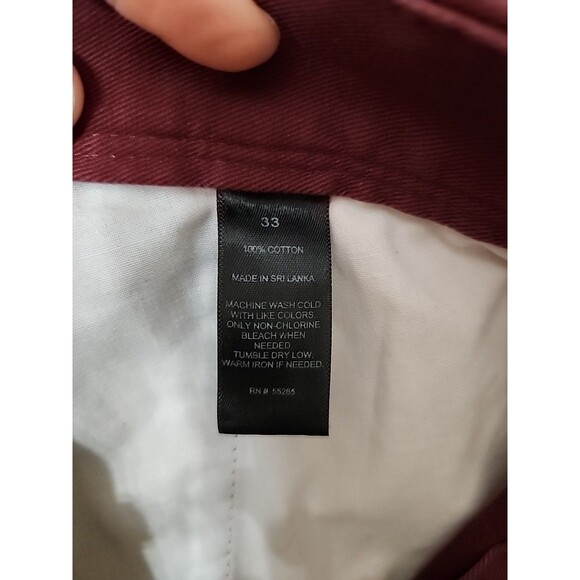 33
100% COTTON
MADE IN SRI LANKA
MACHINE WASH COLD
WITH LIKE COLORS.
ONLY NON-CHLORINE
BLEACH WHEN
NEEDED.
TUMBLE DRY LOW.
WARM IRON IF NEEDED.
RN # 55285